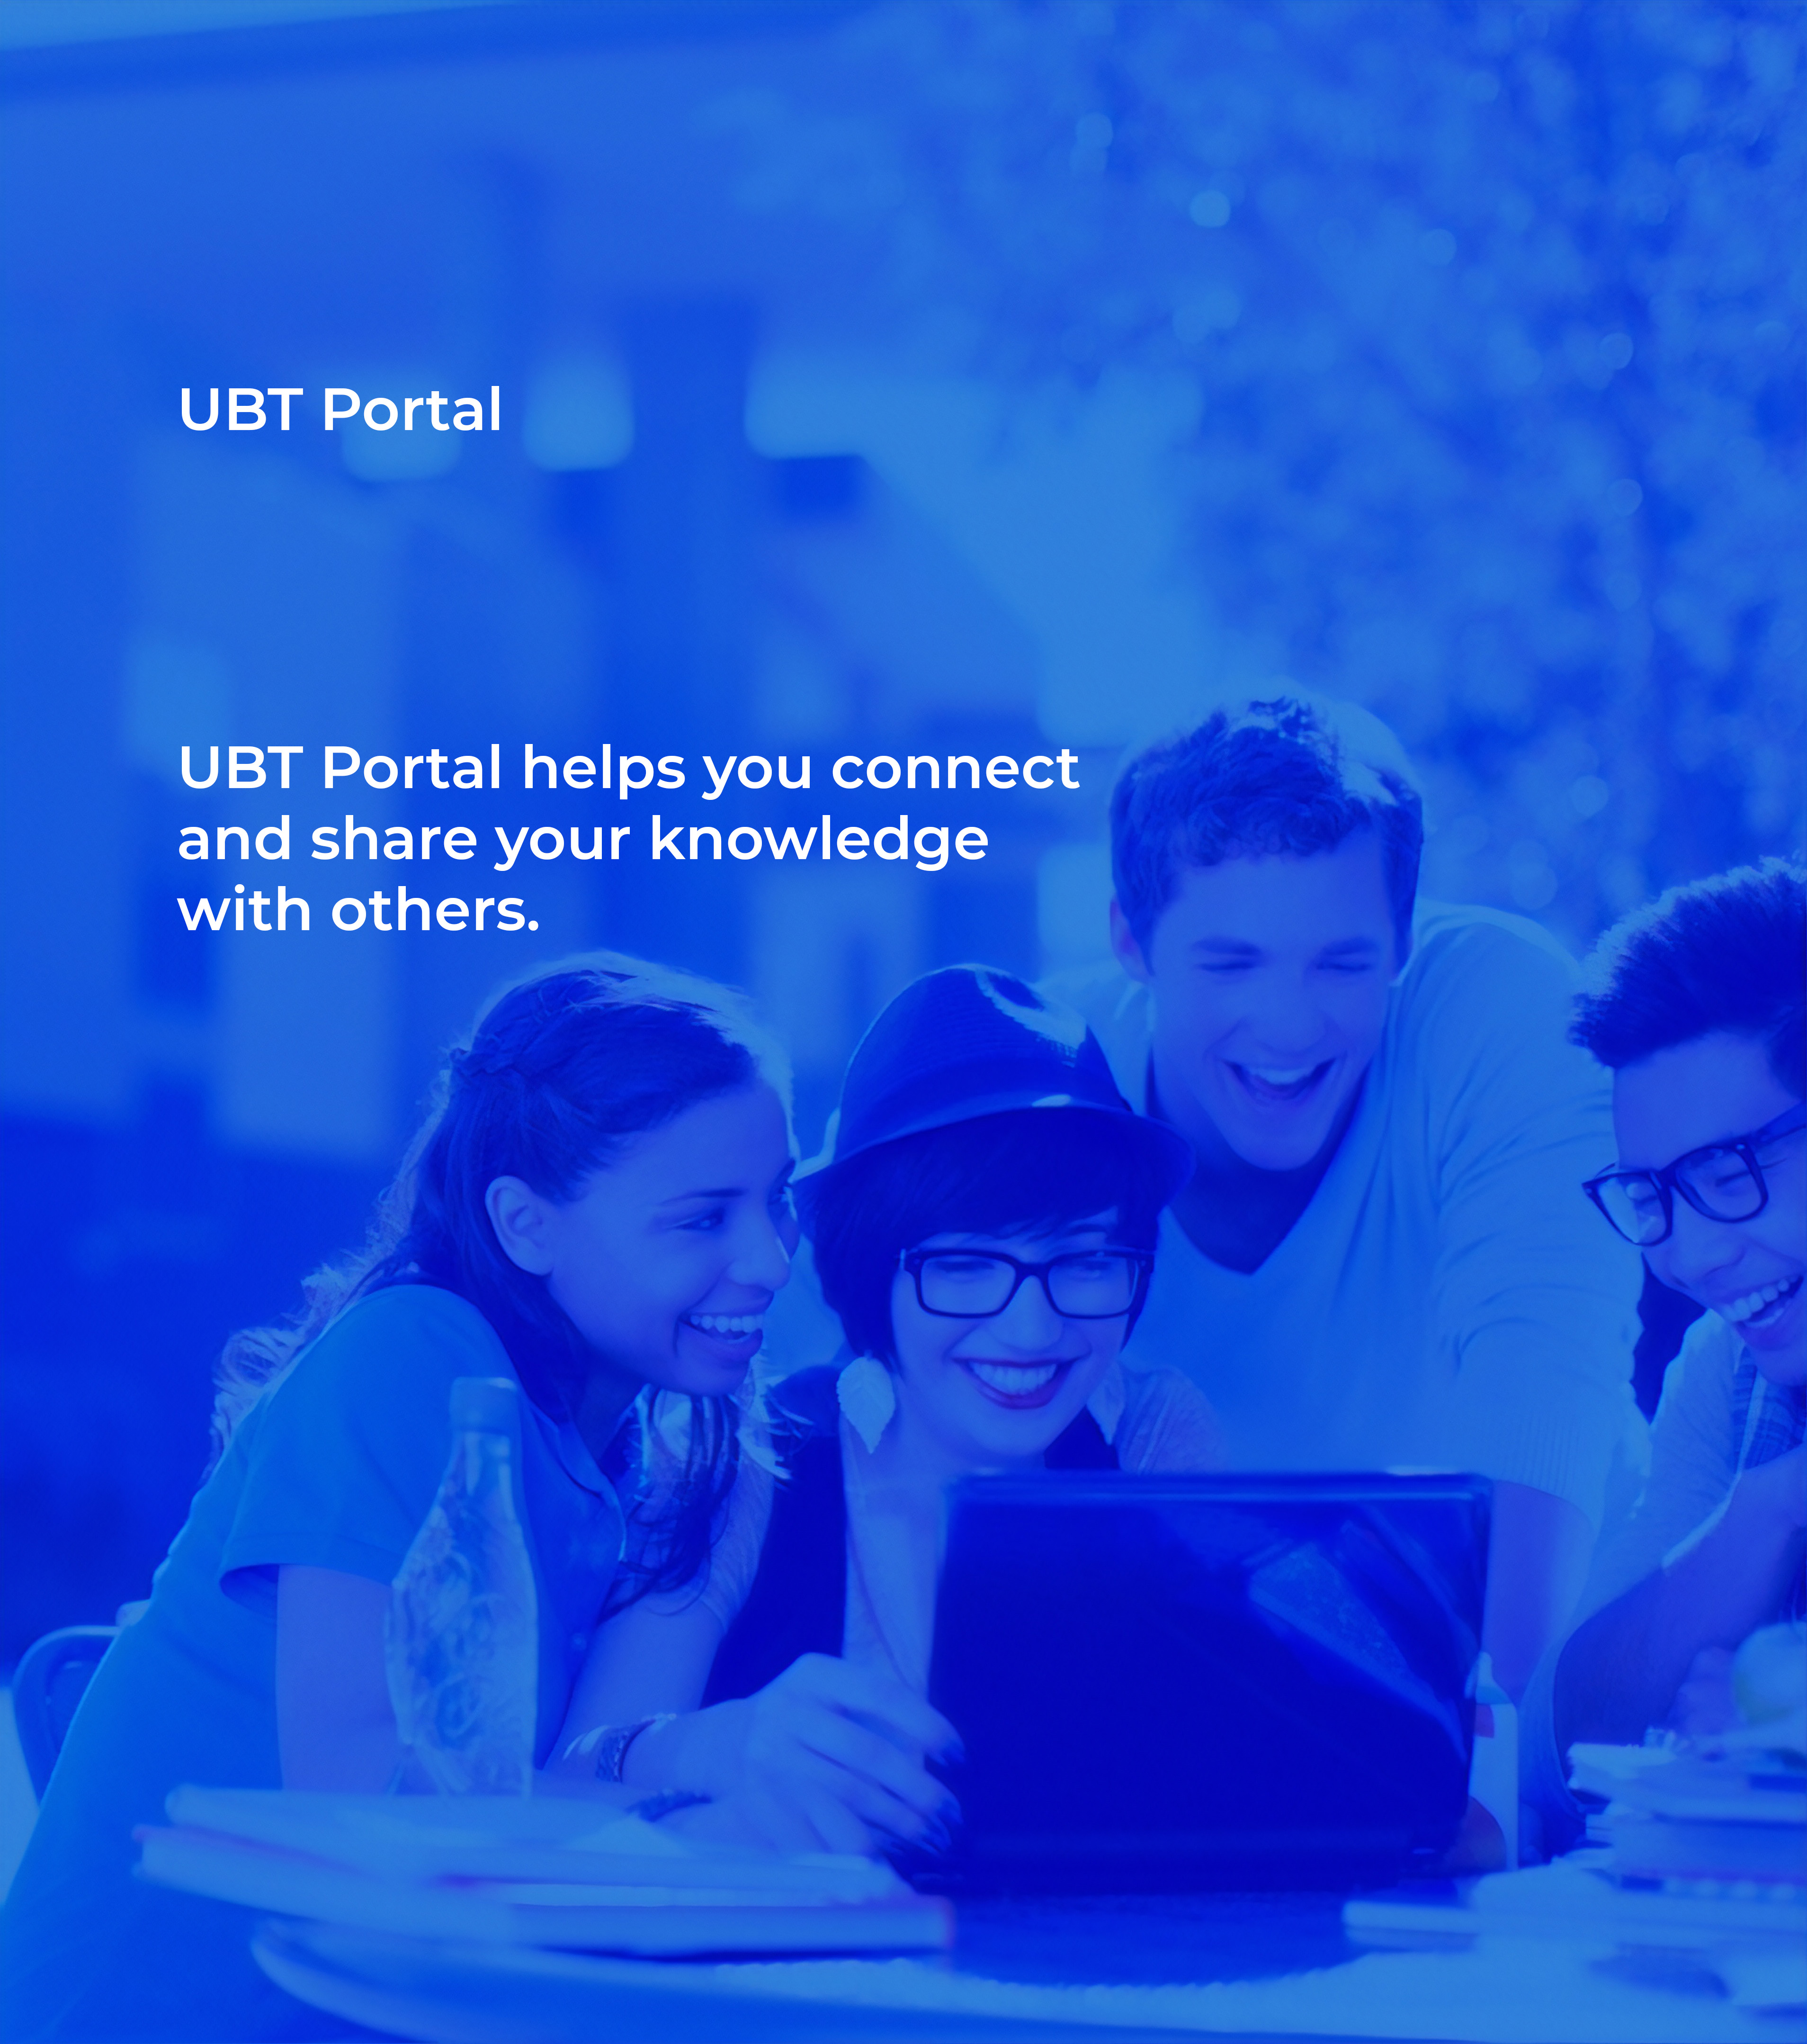 UBT Portal
UBT Portal helps you connect
and share your knowledge
with others.